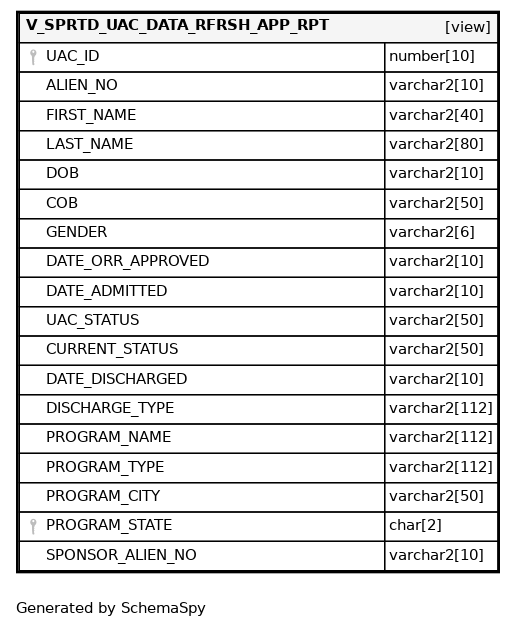 V_SPRTD_UAC_DATA_RFRSH_APP_RPT [view]
UAC_ID number[10]
ALIEN_NO varchar2[10]
FIRST_NAME varchar2[40]
LAST_NAME varchar2[80]
DOB varchar2[10]
COB varchar2[50]
GENDER varchar2[6]
DATE_ORR_APPROVED varchar2[10]
DATE_ADMITTED varchar2[10]
UAC_STATUS varchar2[50]
CURRENT_STATUS varchar2[50]
DATE_DISCHARGED varchar2[10]
DISCHARGE_TYPE varchar2[112]
PROGRAM_NAME varchar2[112]
PROGRAM_TYPE varchar2[112]
PROGRAM_CITY varchar2[50]
PROGRAM_STATE char[2]
SPONSOR_ALIEN_NO varchar2[10]
Generated by SchemaSpy